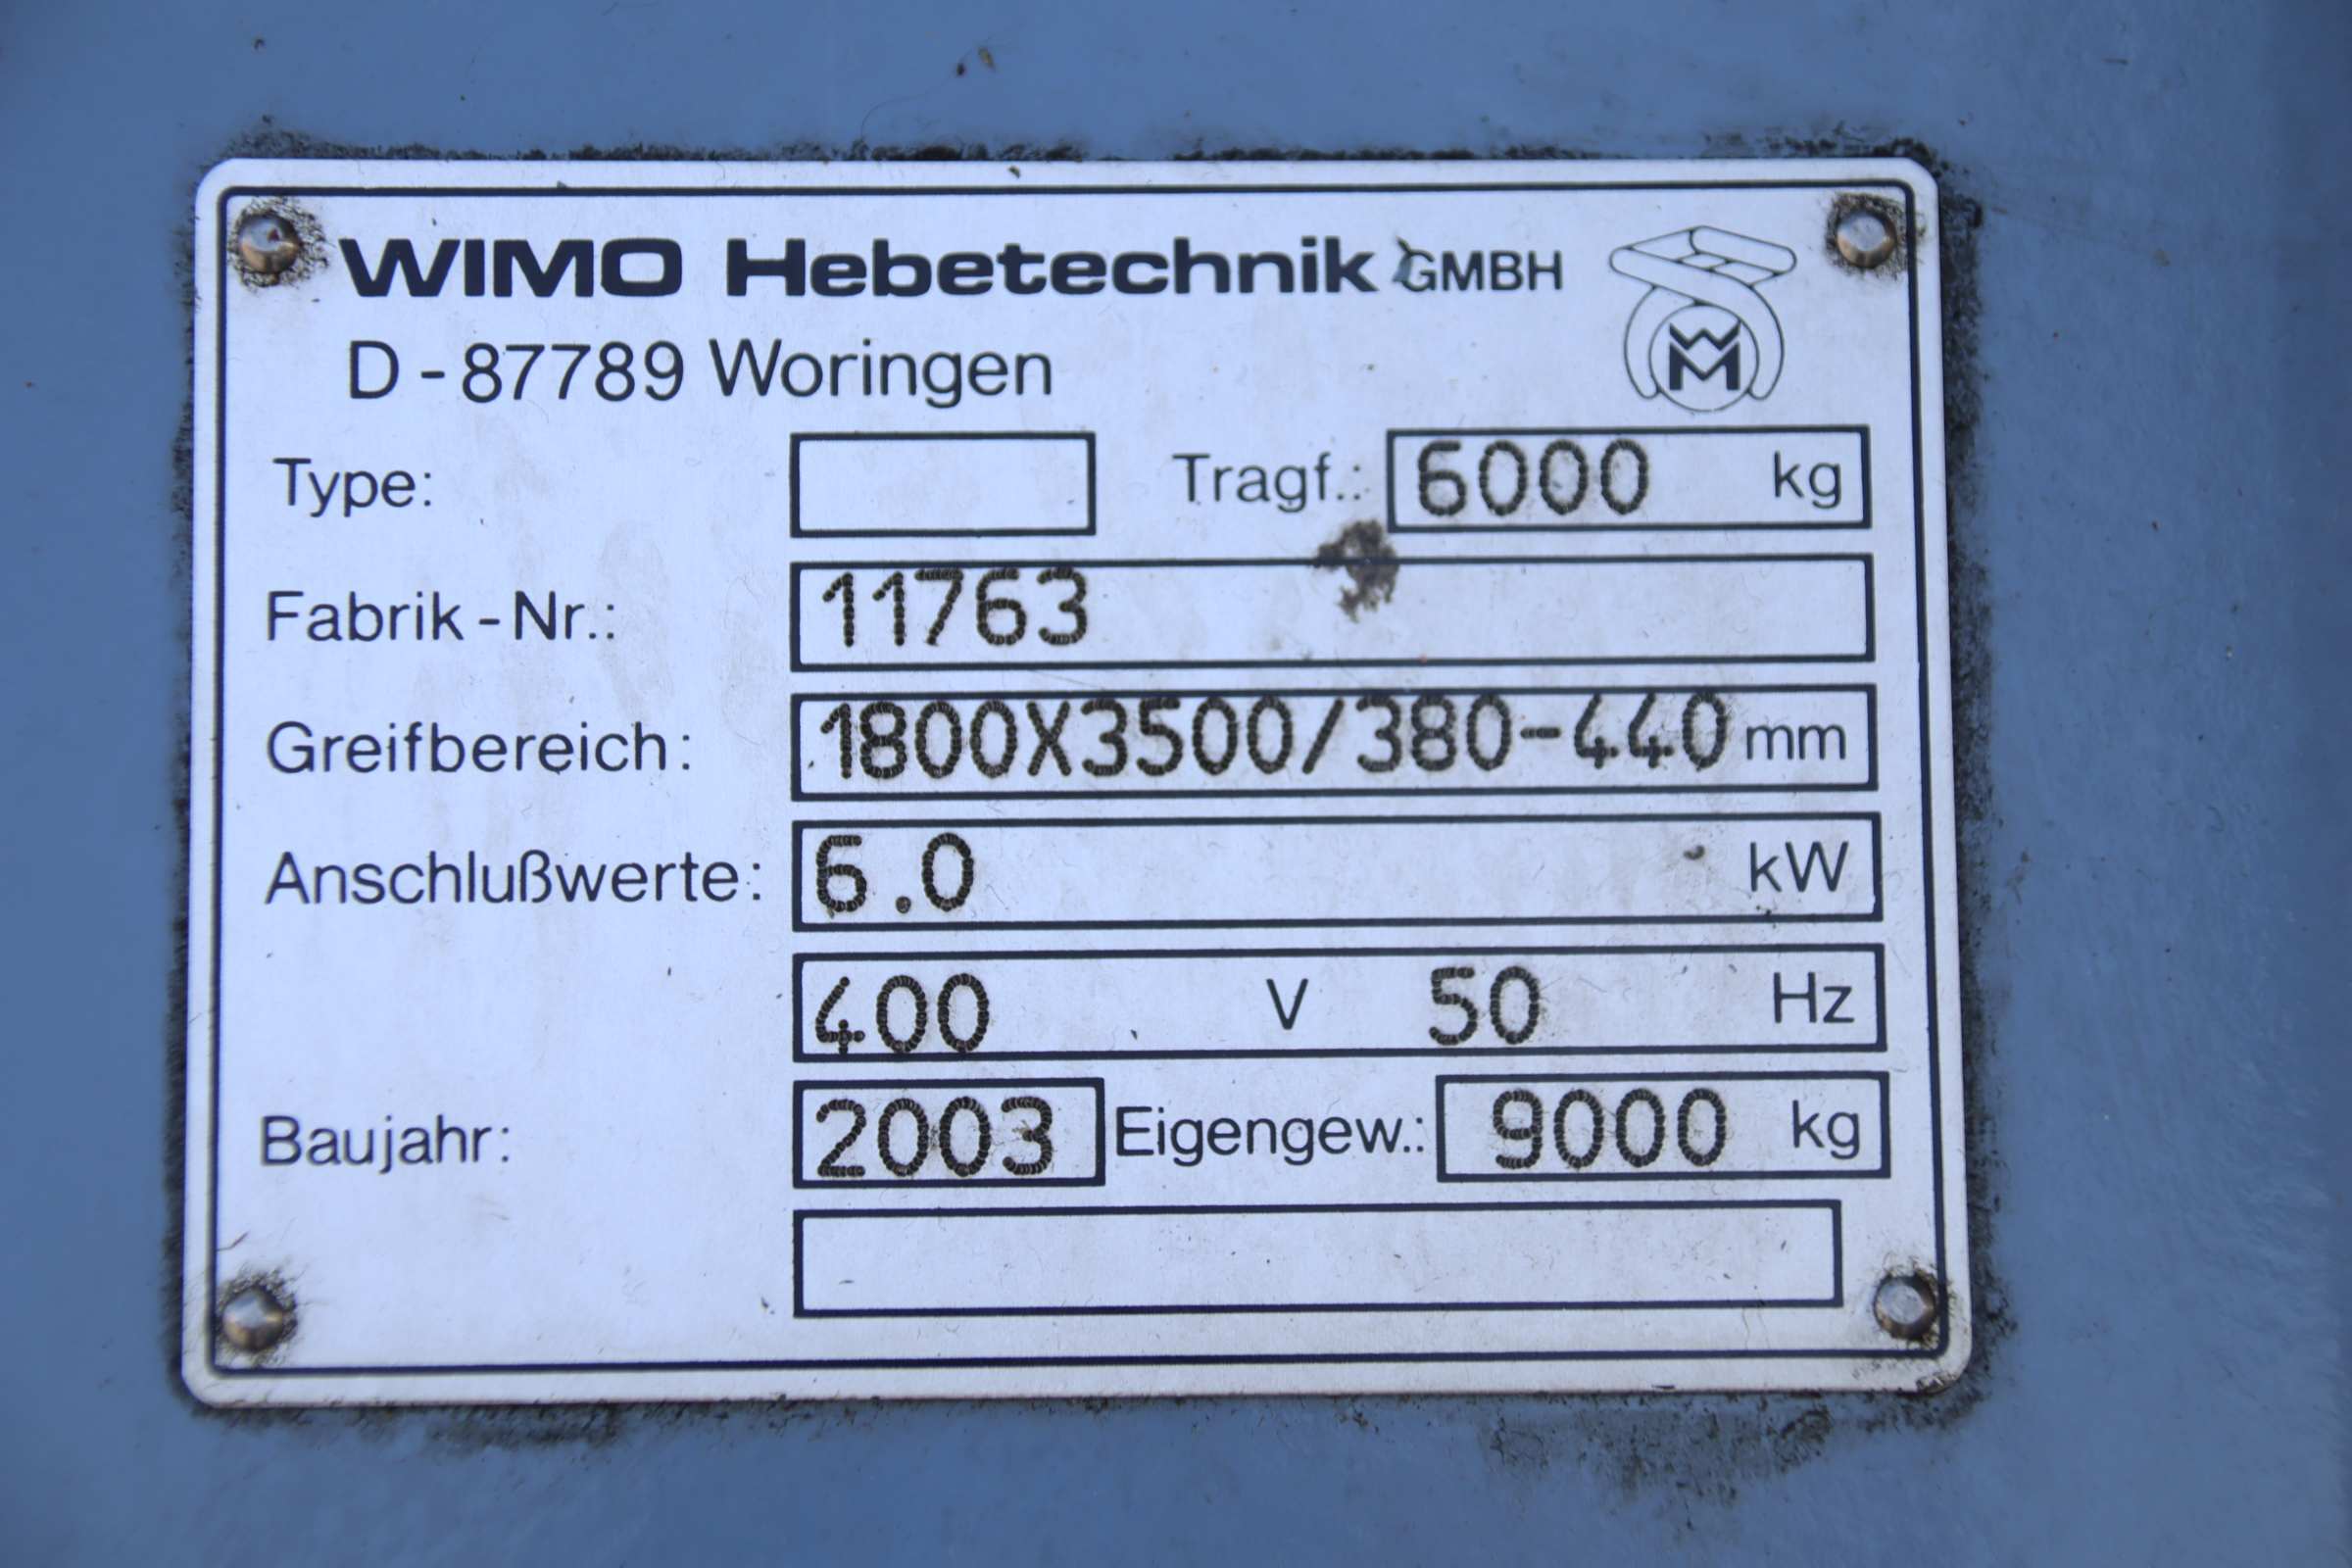 WIMO Hebetechnik GMBH
D-87789 Woringen
WM
Type: Tragf.: 6000 kg
Fabrik-Nr.: 11763
Greifbereich: 1800X3500/380-440 mm
Anschlußwerte: 6.0 kW
400 V 50 Hz
Baujahr: 2003 Eigengew.: 9000 kg